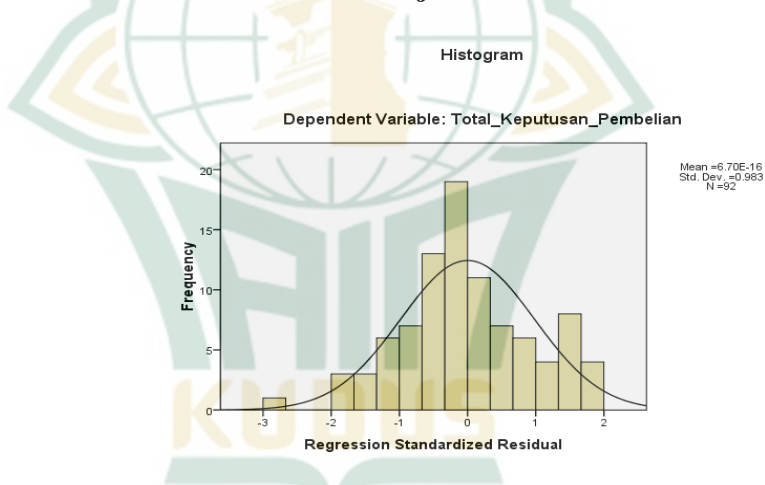 Histogram
Dependent Variable: Total_Keputusan_Pembelian
Mean =6.70E-16
Std. Dev. =0.983
N =92
Frequency
20
15
10
5
0
-3 -2 -1 0 1 2
Regression Standardized Residual
KUDUS